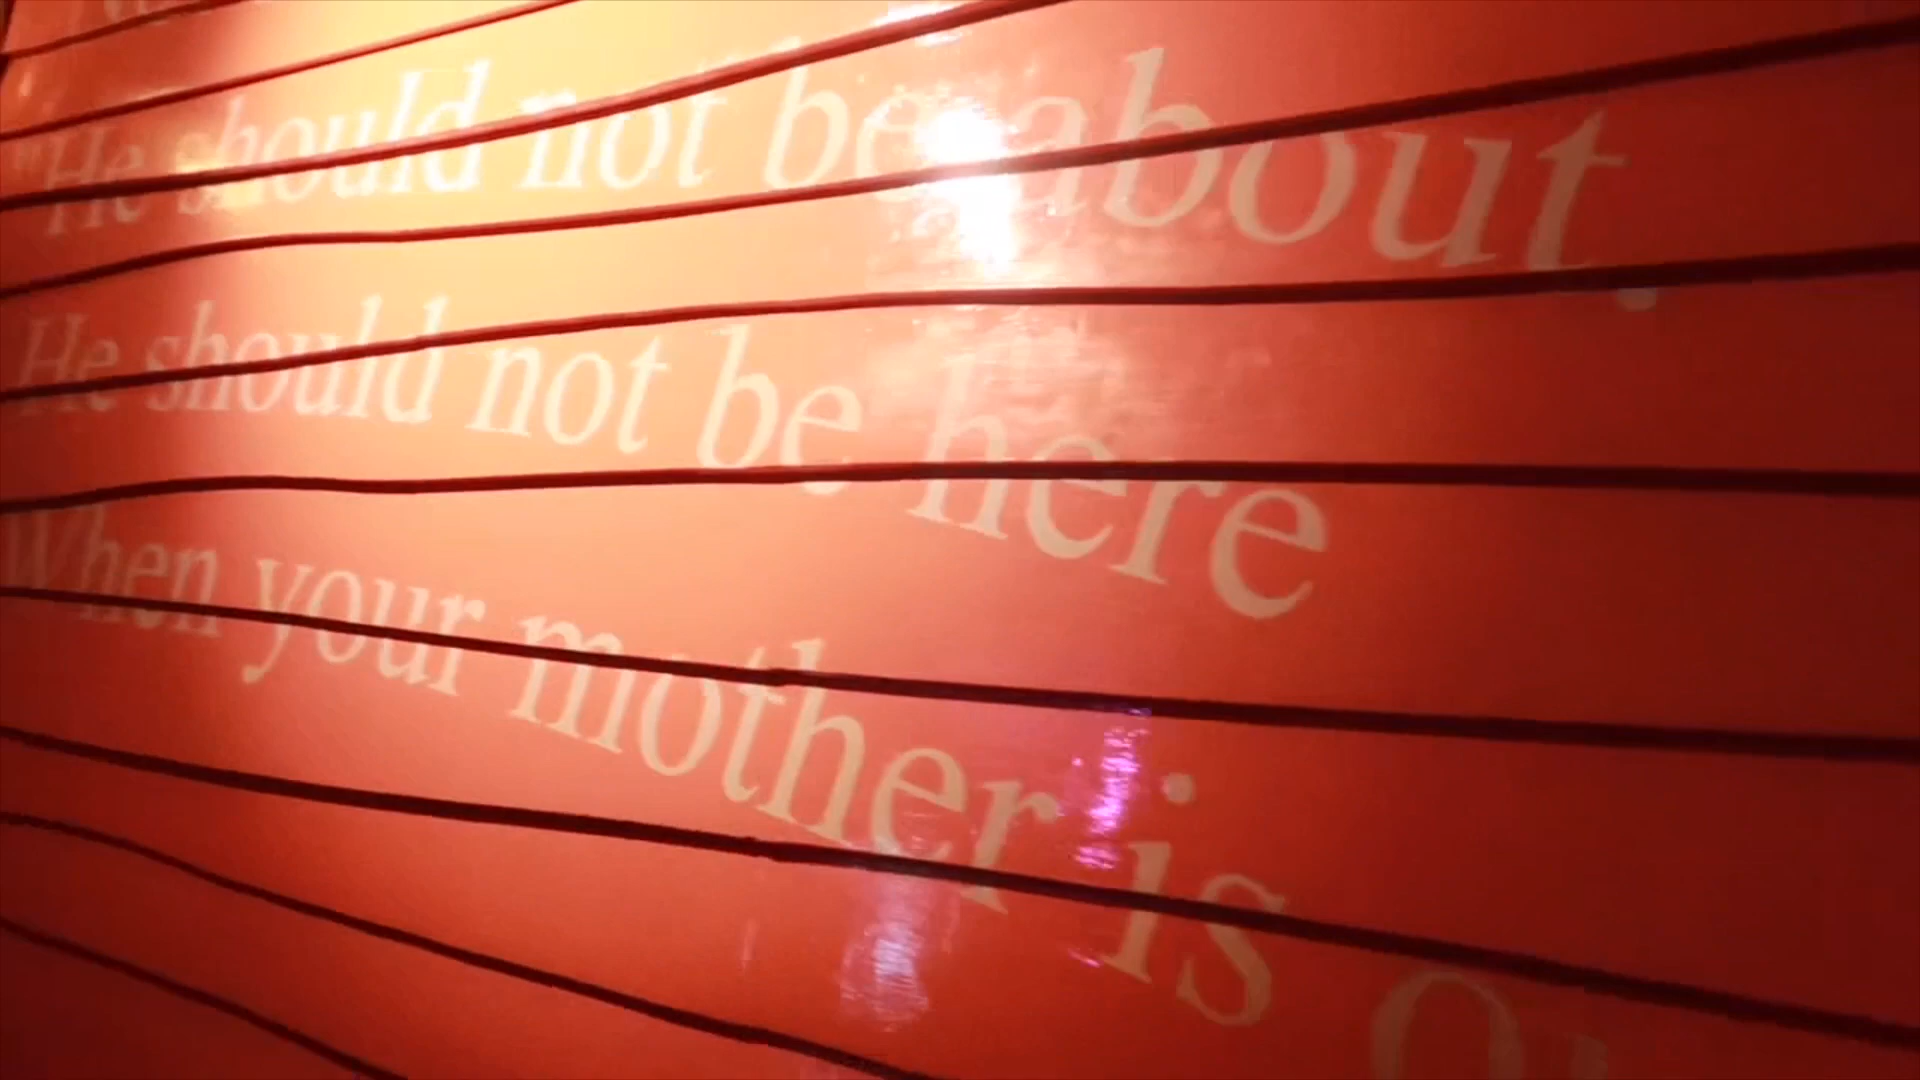 "He should not be about.
He should not be here
When your mother is